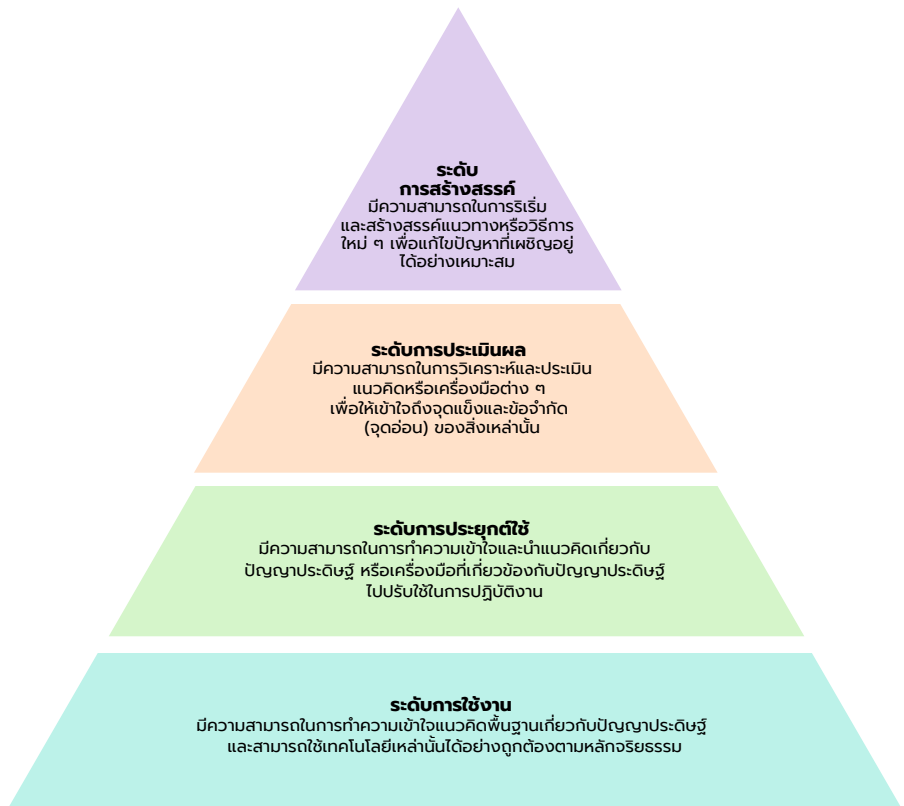 ระดับ
การสร้างสรรค์
มีความสามารถในการริเริ่ม
และสร้างสรรค์แนวทางหรือวิธีการ
ใหม่ ๆ เพื่อแก้ไขปัญหาที่เผชิญอยู่
ได้อย่างเหมาะสม
ระดับการประเมินผล
มีความสามารถในการวิเคราะห์และประเมิน
แนวคิดหรือเครื่องมือต่าง ๆ
เพื่อให้เข้าใจถึงจุดแข็งและข้อจำกัด
(จุดอ่อน) ของสิ่งเหล่านั้น
ระดับการประยุกต์ใช้
มีความสามารถในการทำความเข้าใจและนำแนวคิดเกี่ยวกับ
ปัญญาประดิษฐ์ หรือเครื่องมือที่เกี่ยวข้องกับปัญญาประดิษฐ์
ไปปรับใช้ในการปฏิบัติงาน
ระดับการใช้งาน
มีความสามารถในการทำความเข้าใจแนวคิดพื้นฐานเกี่ยวกับปัญญาประดิษฐ์
และสามารถใช้เทคโนโลยีเหล่านั้นได้อย่างถูกต้องตามหลักจริยธรรม